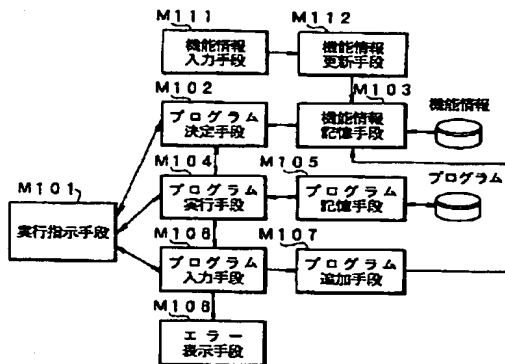 M111
機能情報
入力手段
M112
機能情報
更新手段
M102
プログラム
決定手段
M103
機能情報
記憶手段
機能情報
M104
プログラム
実行手段
M105
プログラム
記憶手段
プログラム
M101
実行指示手段
M106
プログラム
入力手段
M107
プログラム
追加手段
M108
エラー
表示手段